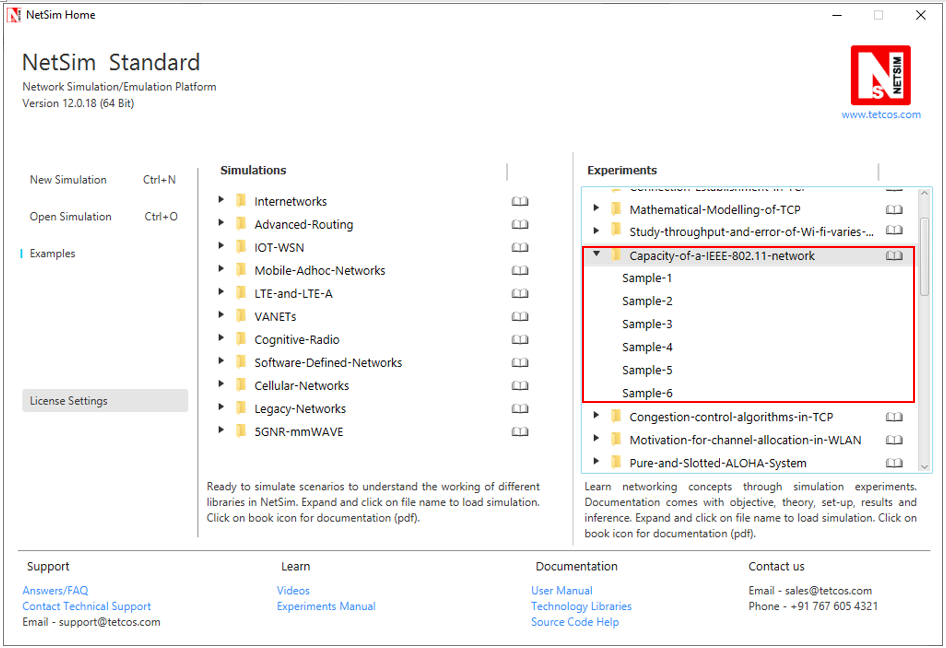 NetSim Home
NetSim Standard
Network Simulation/Emulation Platform
Version 12.0.18 (64 Bit)
NETSIM
NS
www.tetcos.com
New Simulation Ctrl+N
Open Simulation Ctrl+O
Examples
License Settings
Simulations
Internetworks
Advanced-Routing
IOT-WSN
Mobile-Adhoc-Networks
LTE-and-LTE-A
VANETs
Cognitive-Radio
Software-Defined-Networks
Cellular-Networks
Legacy-Networks
5GNR-mmWAVE
Ready to simulate scenarios to understand the working of different
libraries in NetSim. Expand and click on file name to load simulation.
Click on book icon for documentation (pdf).
Experiments
Connection-Establishment-in-TCP
Mathematical-Modelling-of-TCP
Study-throughput-and-error-of-Wi-fi-varies-...
Capacity-of-a-IEEE-802.11-network
Sample-1
Sample-2
Sample-3
Sample-4
Sample-5
Sample-6
Congestion-control-algorithms-in-TCP
Motivation-for-channel-allocation-in-WLAN
Pure-and-Slotted-ALOHA-System
Learn networking concepts through simulation experiments.
Documentation comes with objective, theory, set-up, results and
inference. Expand and click on file name to load simulation. Click on
book icon for documentation (pdf).
Support
Answers/FAQ
Contact Technical Support
Email - support@tetcos.com
Learn
Videos
Experiments Manual
Documentation
User Manual
Technology Libraries
Source Code Help
Contact us
Email - sales@tetcos.com
Phone - +91 767 605 4321